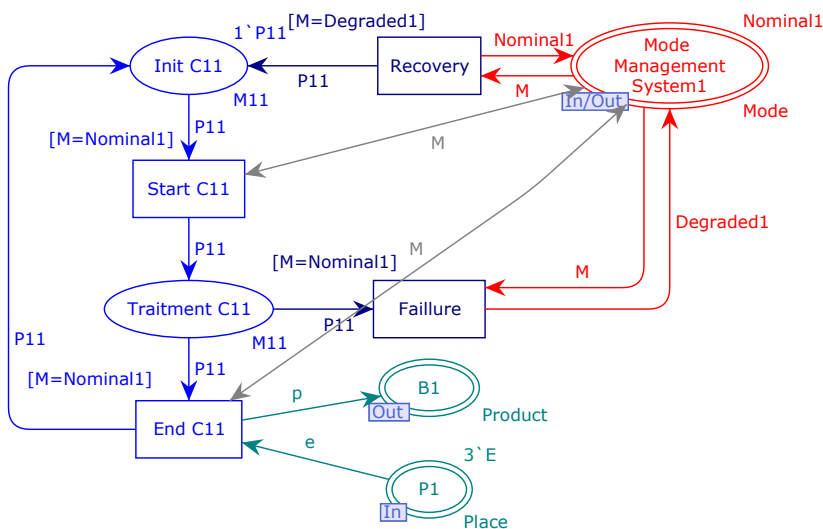 [M=Degraded1]
Nominal1
1`P11
Nominal1
Init C11
P11
Recovery
Mode
Management
System1
M
In/Out
Mode
M11
P11
[M=Nominal1]
M
Start C11
Degraded1
P11
M
[M=Nominal1]
M
Traitment C11
P11
Faillure
P11
M11
P11
[M=Nominal1]
p
B1
Out
Product
End C11
e
3`E
P1
In
Place